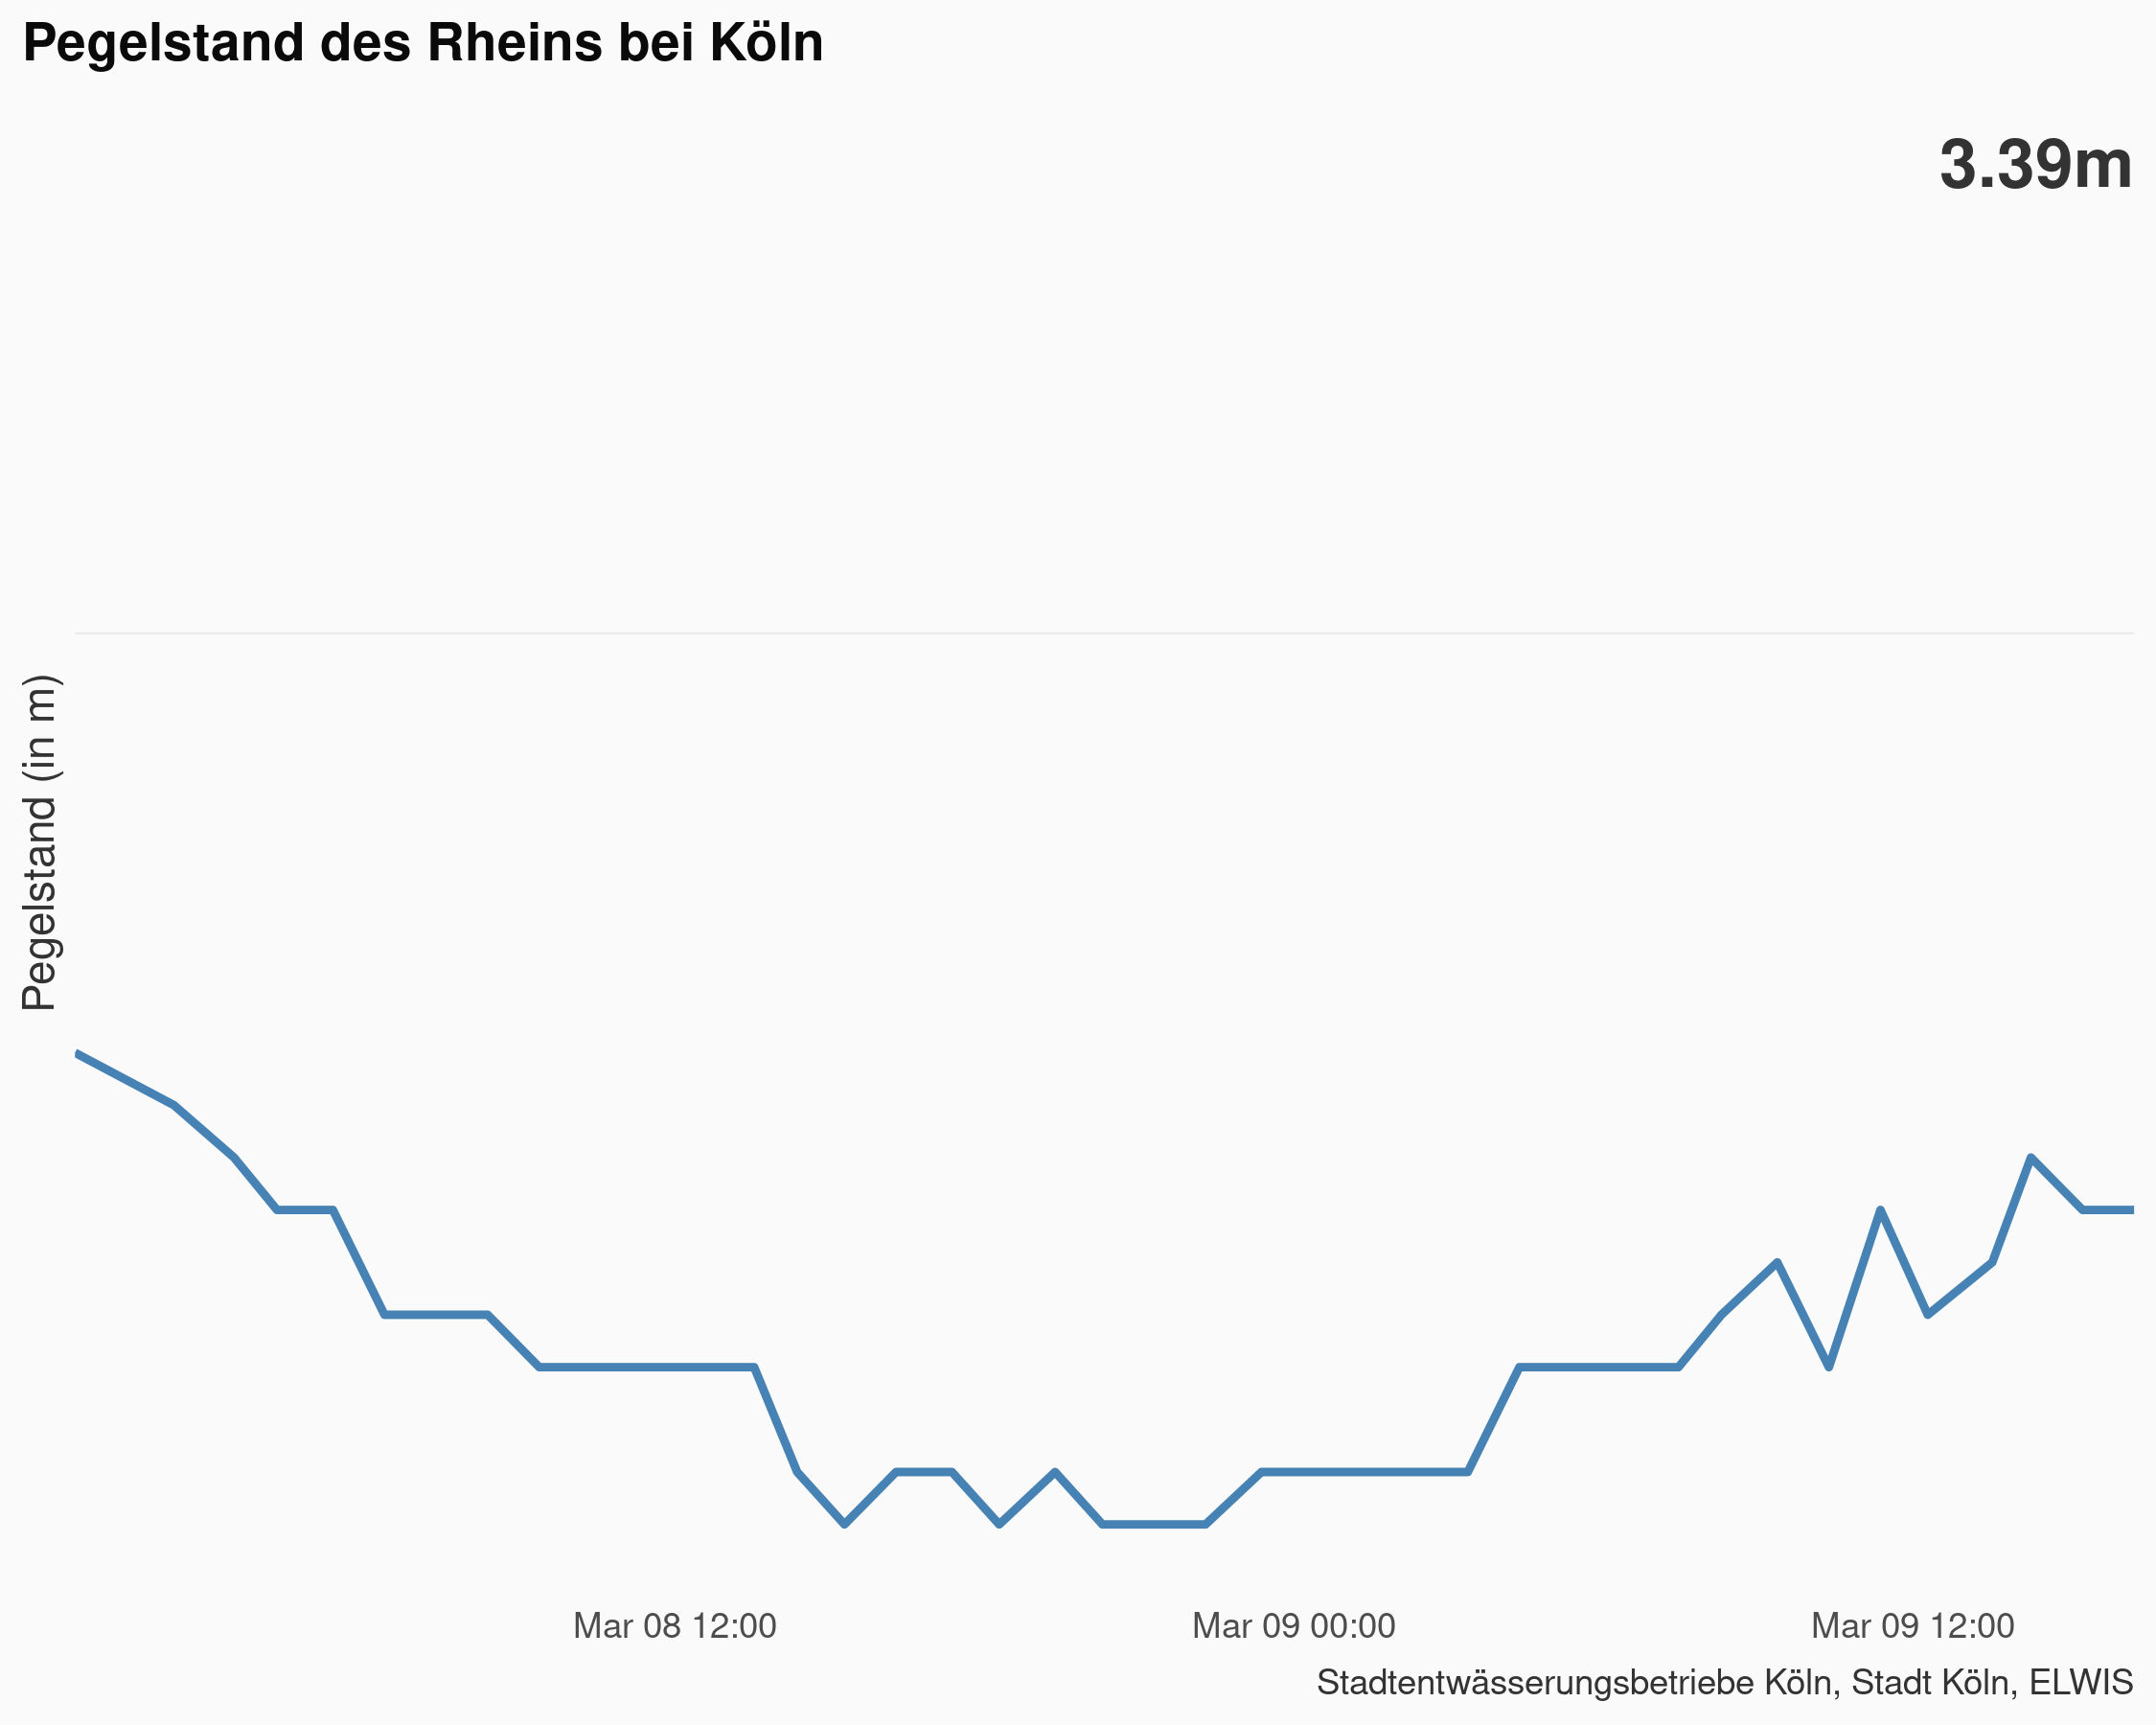 Pegelstand des Rheins bei Köln
3.39m
Pegelstand (in m)
Mar 08 12:00
Mar 09 00:00
Mar 09 12:00
Stadtentwässerungsbetriebe Köln, Stadt Köln, ELWIS